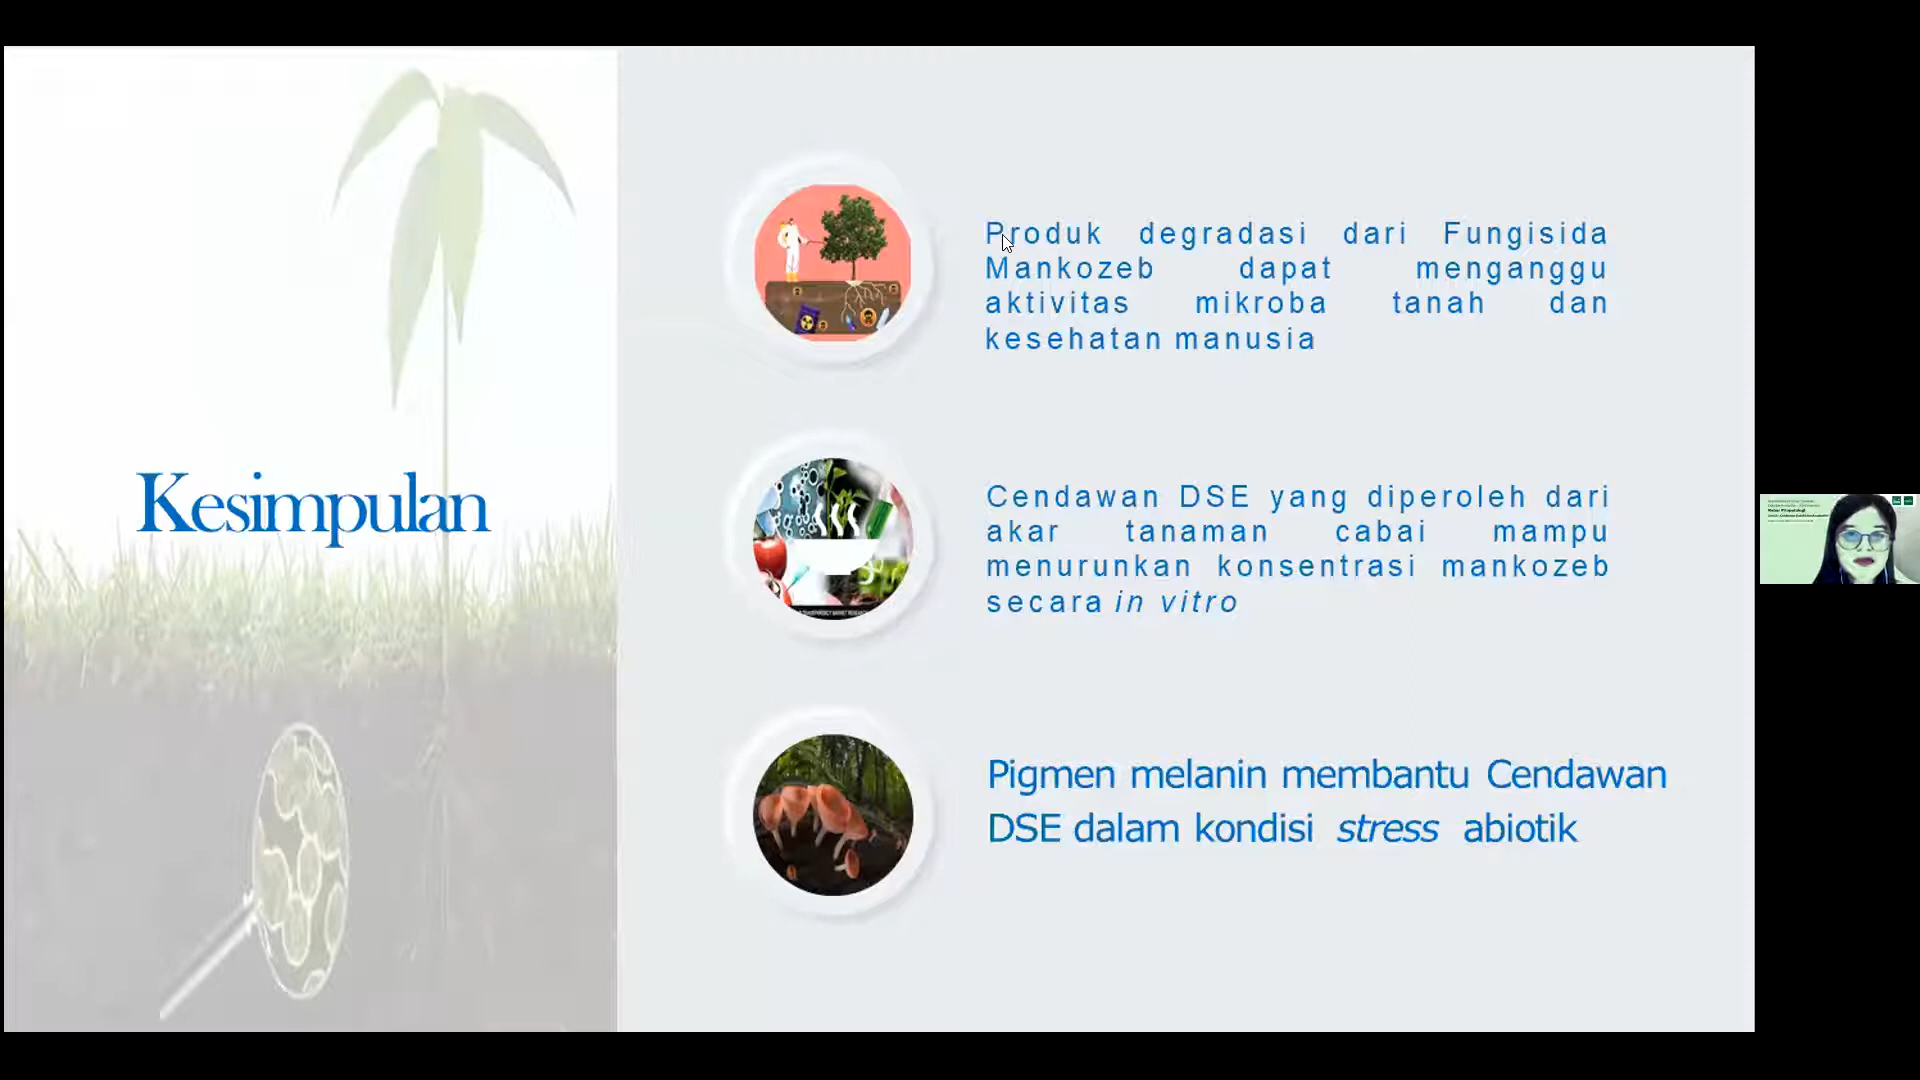 Kesimpulan
Produk degradasi dari Fungisida
Mankozeb dapat menganggu
aktivitas mikroba tanah dan
kesehatan manusia
Cendawan DSE yang diperoleh dari
akar tanaman cabai mampu
menurunkan konsentrasi mankozeb
secara in vitro
Pigmen melanin membantu Cendawan
DSE dalam kondisi stress abiotik